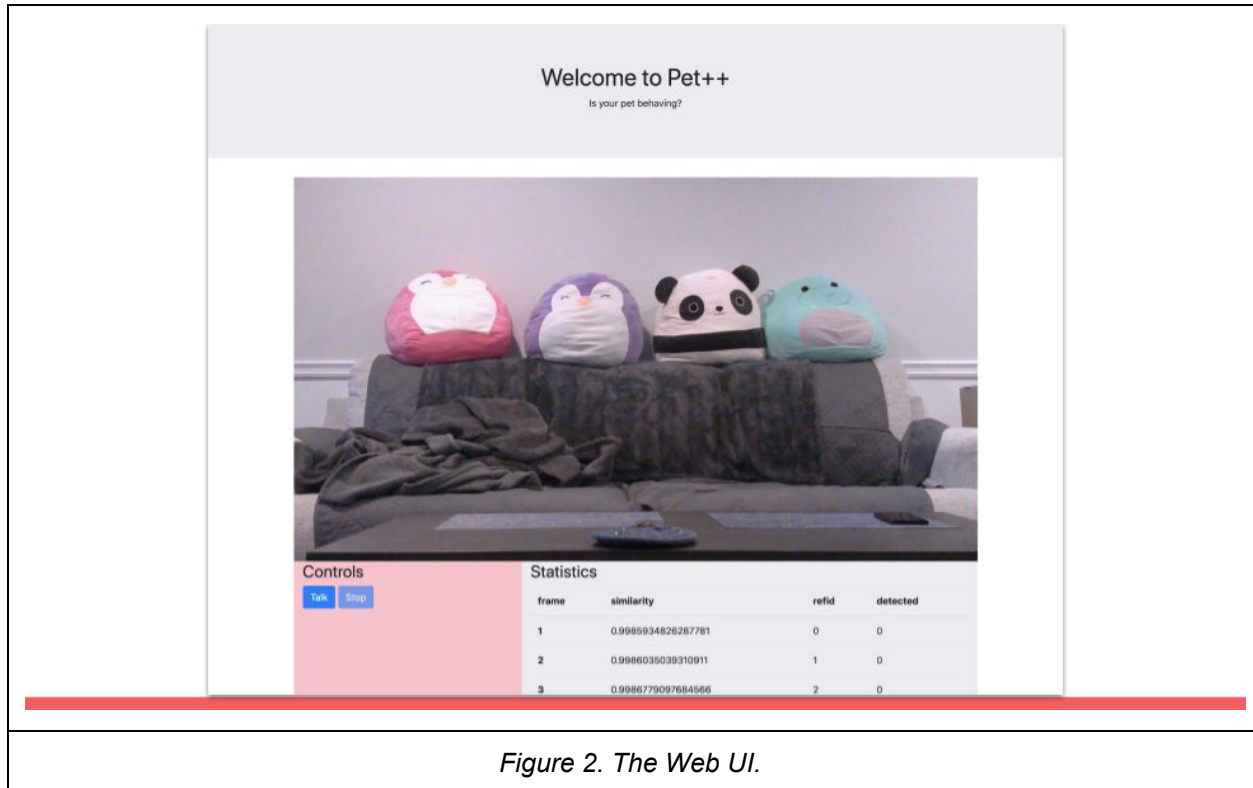 Welcome to Pet++
Is your pet behaving?
Controls
Talk Stop
Statistics
frame similarity refid detected
1 0.9985934826287781 0 0
2 0.9986035039310911 1 0
3 0.9986779097684566 2 0
Figure 2. The Web UI.